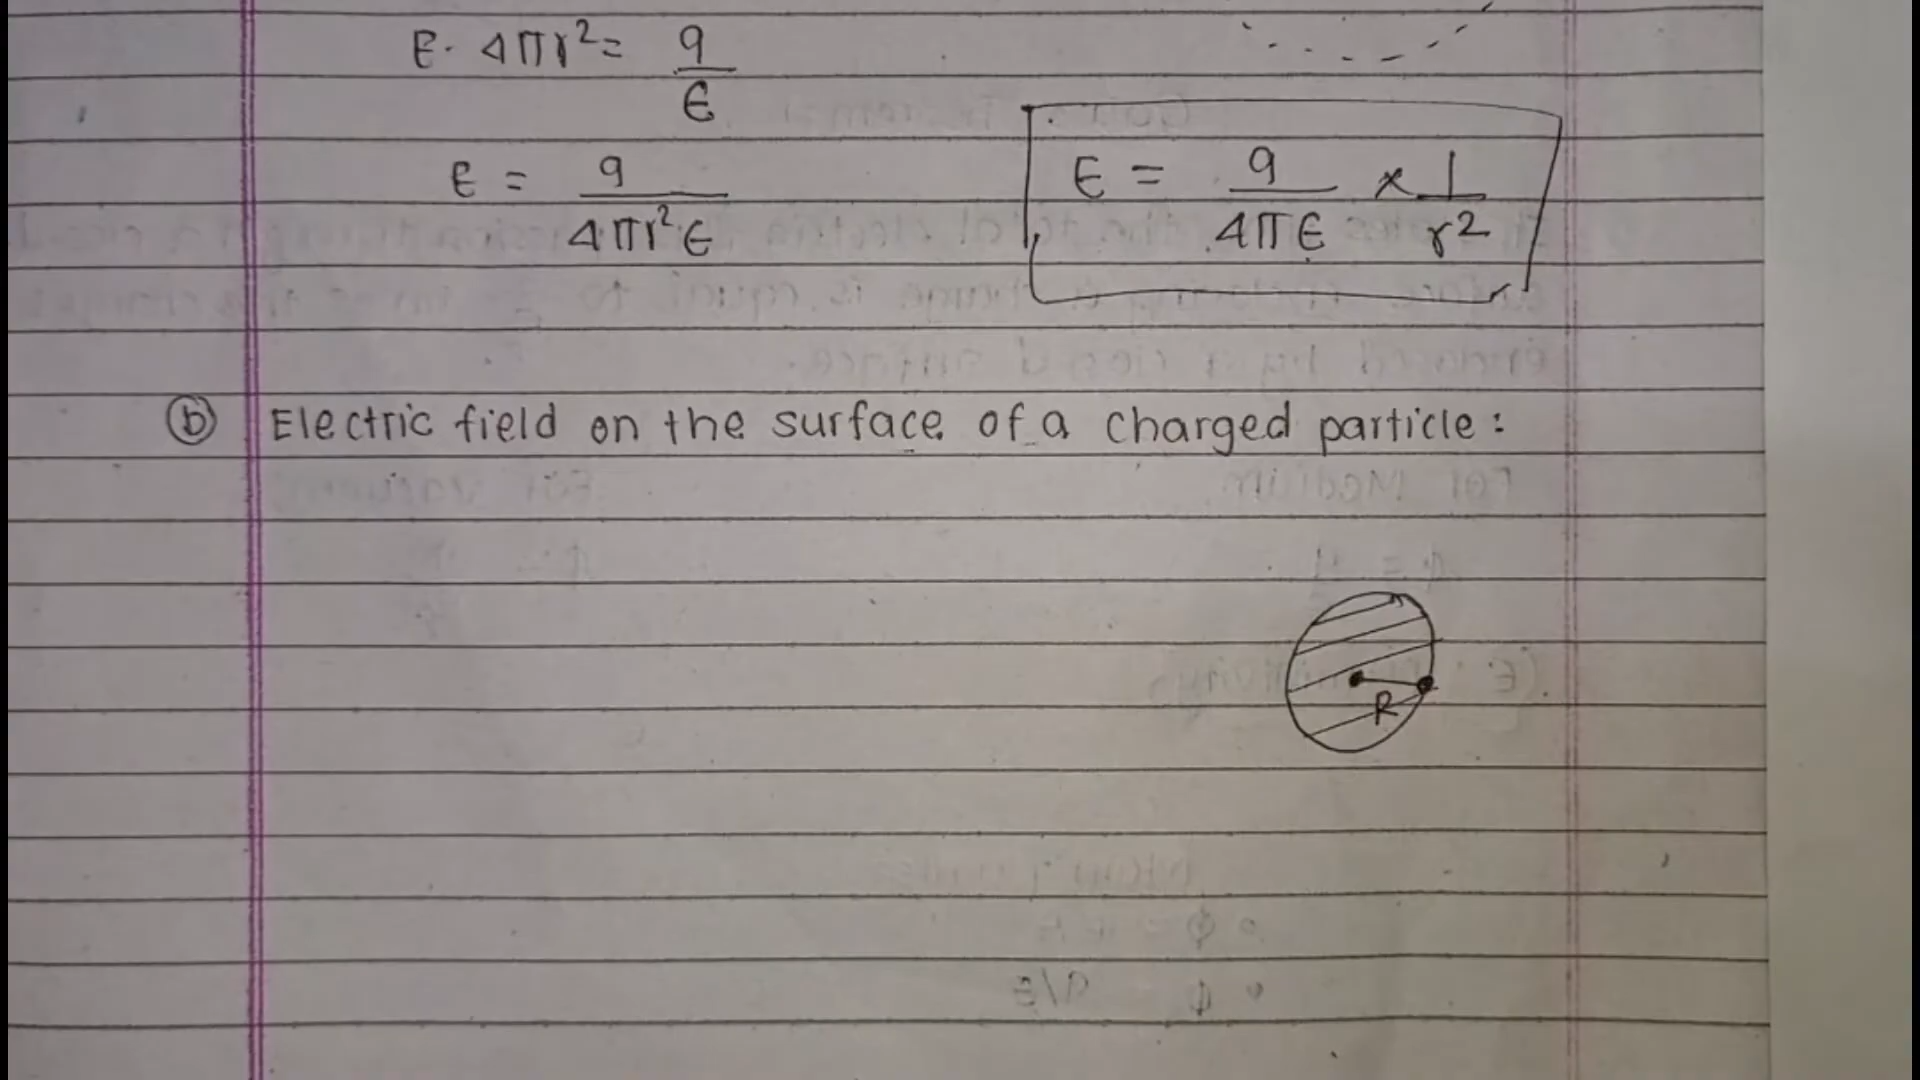 E. 4πr² = q/ϵ
E = q/4πr²ϵ
E = q/4πϵ × 1/r²
(b) Electric field on the surface of a charged particle:
R